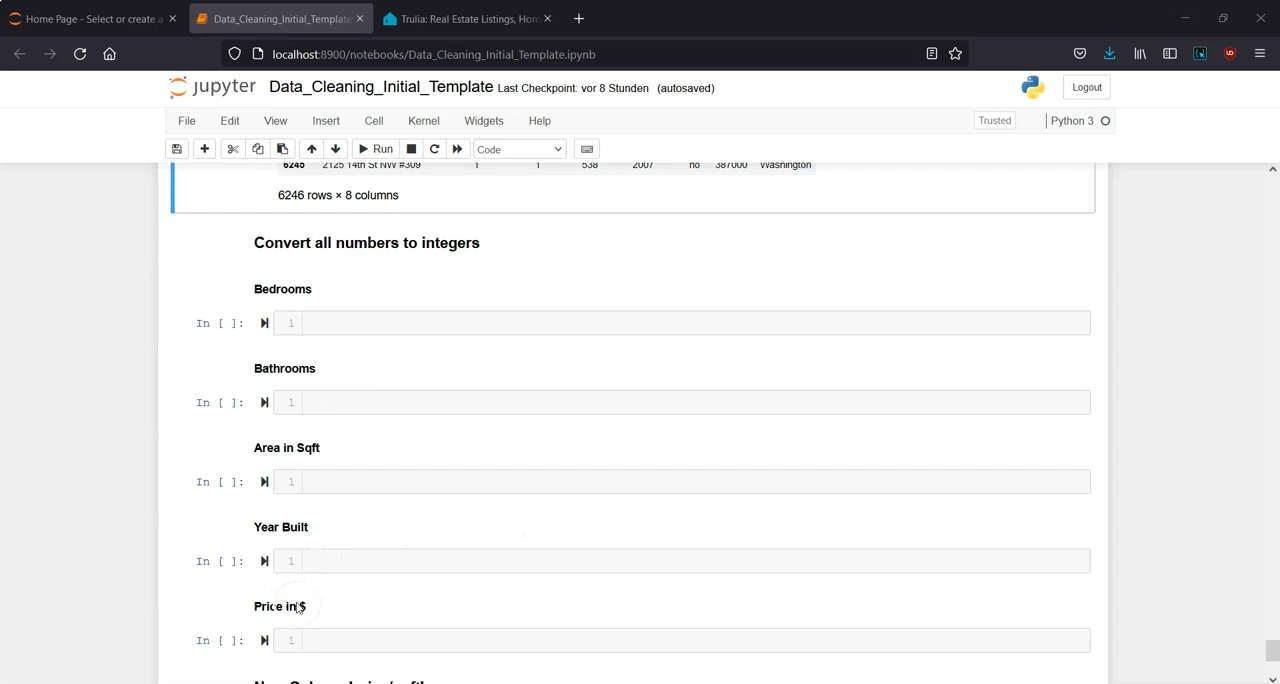 Home Page - Select or create a
Data_Cleaning_Initial_Template
Trulia: Real Estate Listings, Hom
localhost:8900/notebooks/Data_Cleaning_Initial_Template.ipynb
jupyter Data_Cleaning_Initial_Template Last Checkpoint: vor 8 Stunden (autosaved)
Logout
File Edit View Insert Cell Kernel Widgets Help
Trusted Python 3
Run Code
6245 2125 14th St NW #309 1 1 538 2007 no 387000 Washington
6246 rows × 8 columns
Convert all numbers to integers
Bedrooms
In [ ]: 1
Bathrooms
In [ ]: 1
Area in Sqft
In [ ]: 1
Year Built
In [ ]: 1
Price in $
In [ ]: 1